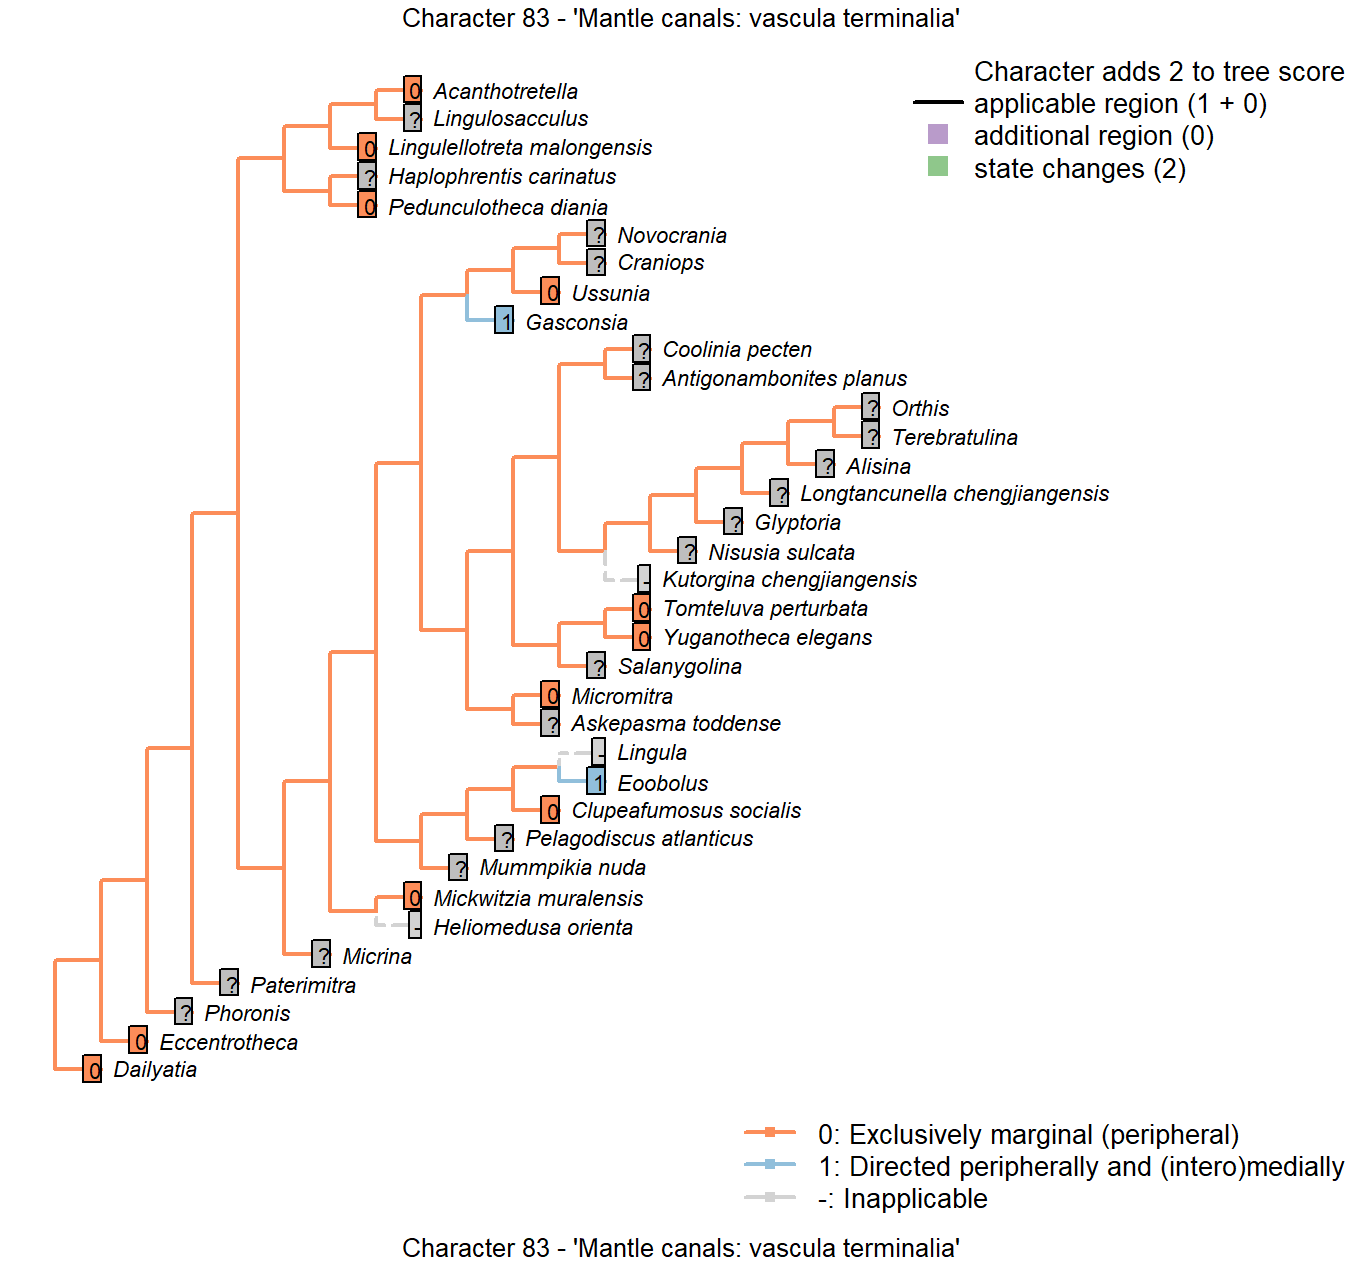 Character 83 - 'Mantle canals: vascula terminalia'
Character adds 2 to tree score
applicable region (1 + 0)
additional region (0)
state changes (2)
0 Acanthotretella
? Lingulosacculus
0 Lingulellotreta malongensis
? Haplophrentis carinatus
0 Pedunculotheca diania
? Novocrania
? Craniops
0 Ussunia
1 Gasconsia
? Coolinia pecten
? Antigonambonites planus
? Orthis
? Terebratulina
? Alisina
? Longtancunella chengjiangensis
? Glyptoria
? Nisusia sulcata
- Kutorgina chengjiangensis
0 Tomteluva perturbata
0 Yuganotheca elegans
? Salanygolina
0 Micromitra
? Askepasma toddense
- Lingula
1 Eoobolus
0 Clupeafumosus socialis
? Pelagodiscus atlanticus
? Mummpikia nuda
0 Mickwitzia muralensis
- Heliomedusa orienta
? Micrina
? Paterimitra
? Phoronis
0 Eccentrotheca
0 Dailyatia
0: Exclusively marginal (peripheral)
1: Directed peripherally and (intero)medially
-: Inapplicable
Character 83 - 'Mantle canals: vascula terminalia'